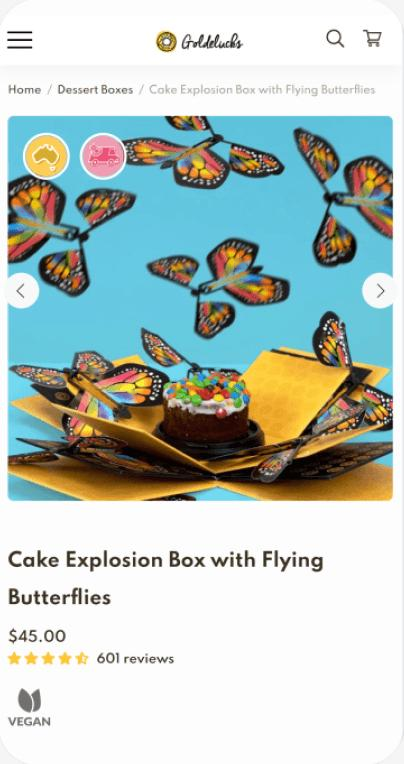 Goldelucks
Home / Dessert Boxes / Cake Explosion Box with Flying Butterflies
Cake Explosion Box with Flying
Butterflies
$45.00
601 reviews
VEGAN